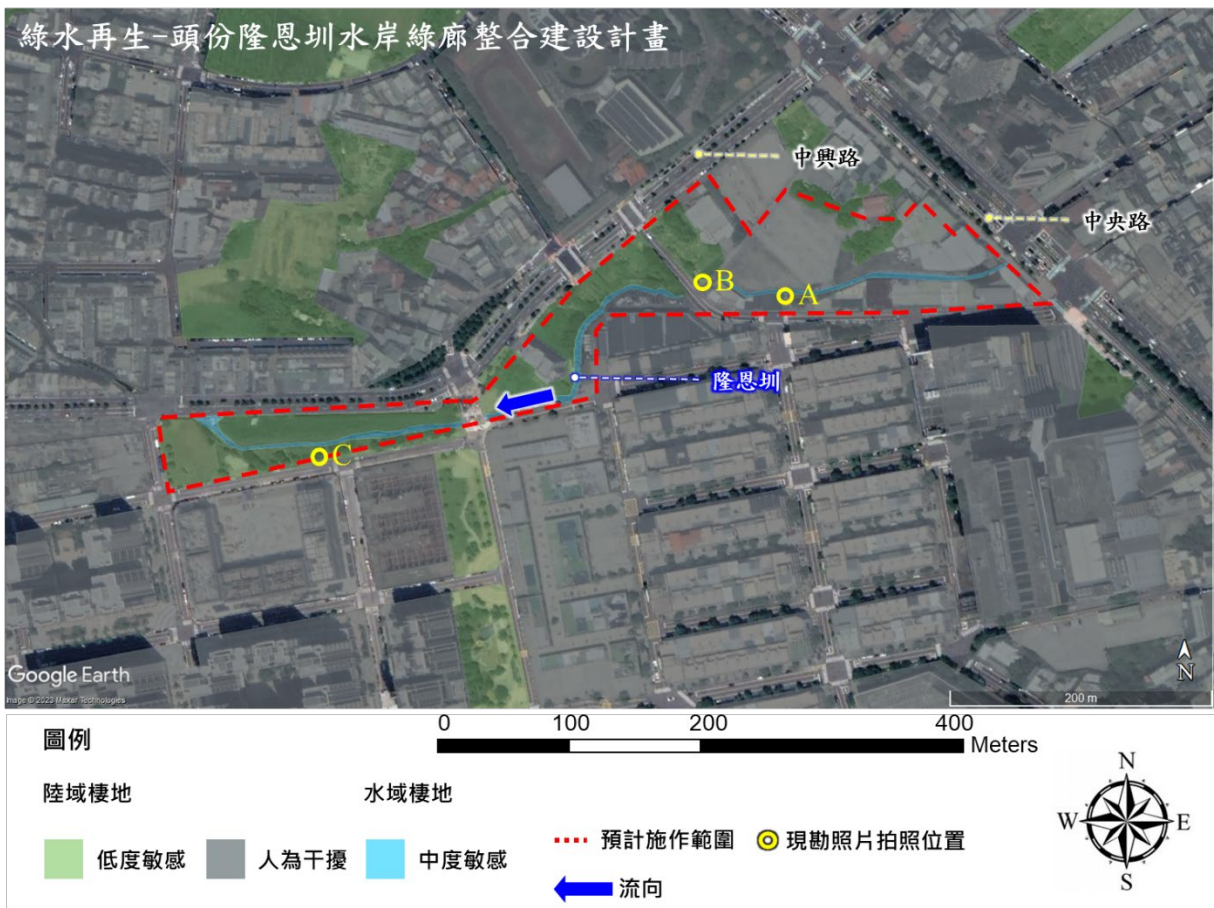 綠水再生-頭份隆恩圳水岸綠廊整合建設計畫
中興路
中央路
B
A
隆恩圳
C
Google Earth
Image © 2023 Maxar Technologies
N
200 m
圖例
0 100 200 400
Meters
陸域棲地
水域棲地
低度敏感
人為干擾
中度敏感
預計施作範圍
現勘照片拍照位置
流向
N
W E
S